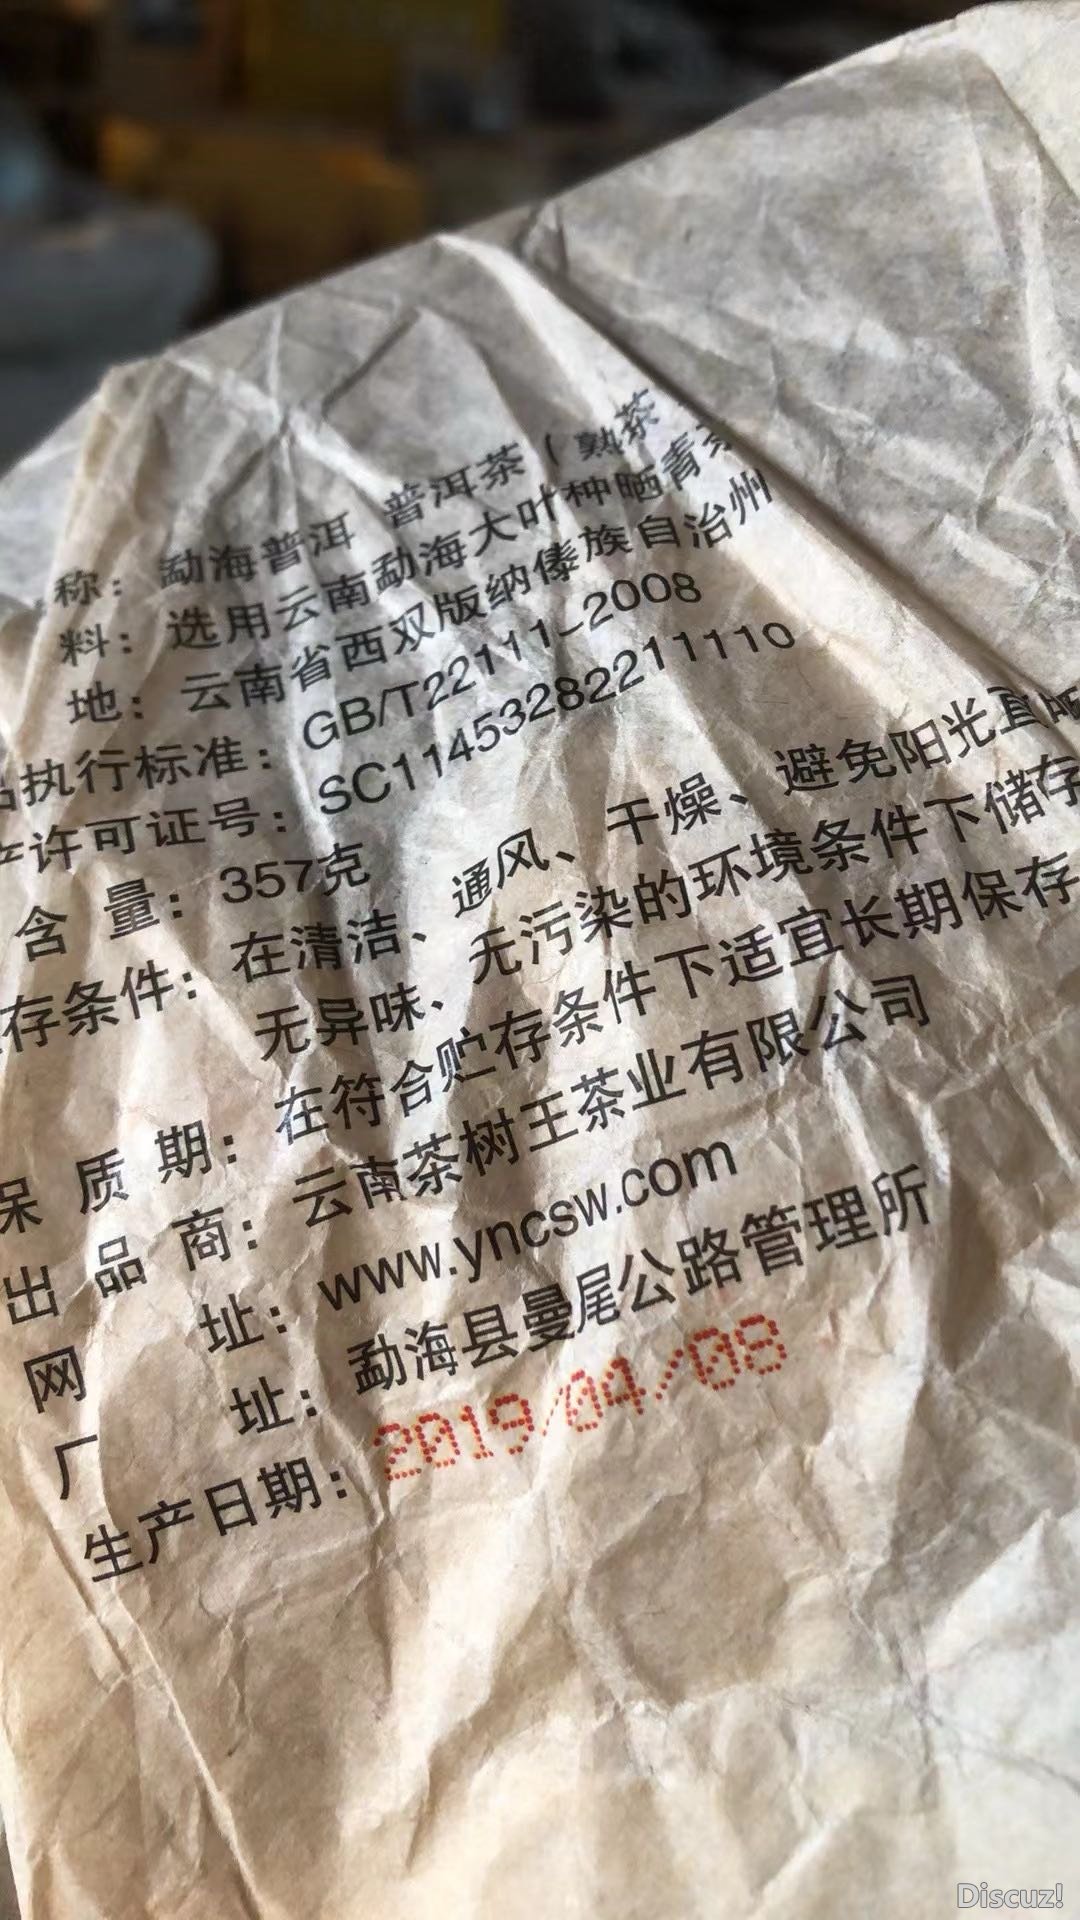 称：勐海普洱 普洱茶（熟茶
料：选用云南勐海大叶种晒青茶
地：云南省西双版纳傣族自治州
品执行标准：GB/T22111-2008
产许可证号：SC11453282211110
含 量：357克
存条件：在清洁、通风、干燥、避免阳光直晒
无异味、无污染的环境条件下储存
保 质 期：在符合贮存条件下适宜长期保存
出 品 商：云南茶树王茶业有限公司
网 址：www.yncsw.com
厂 址：勐海县曼尾公路管理所
生产日期：2019/04/08
Discuz!